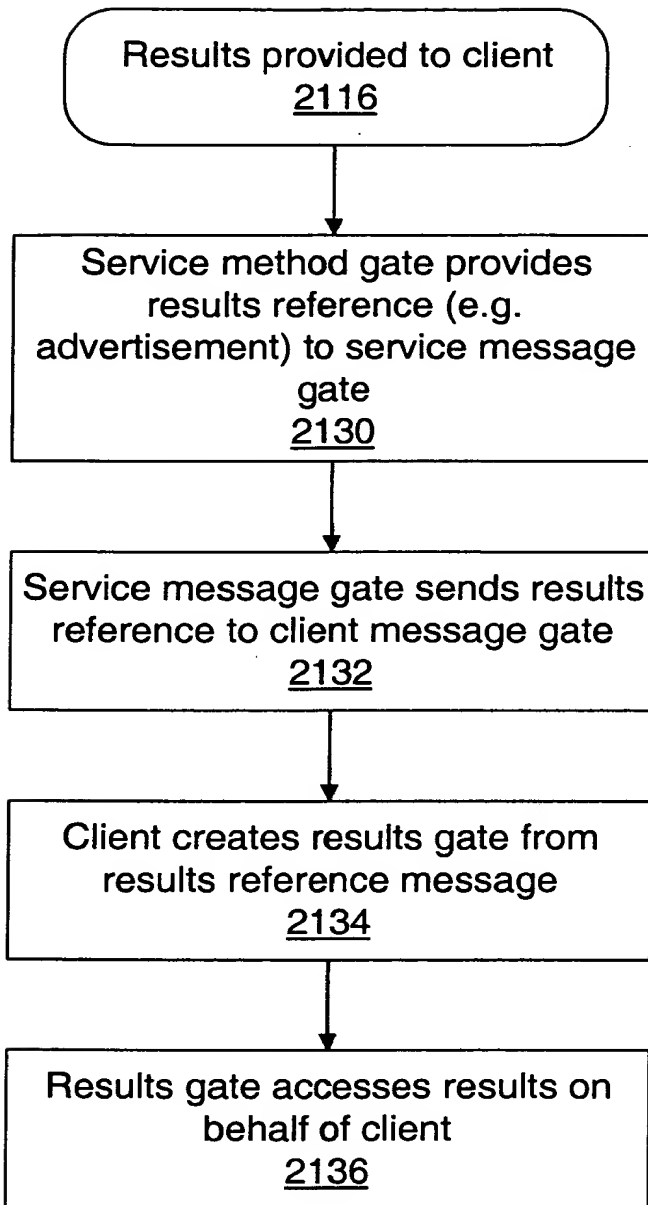 Results provided to client
2116
Service method gate provides
results reference (e.g.
advertisement) to service message
gate
2130
Service message gate sends results
reference to client message gate
2132
Client creates results gate from
results reference message
2134
Results gate accesses results on
behalf of client
2136